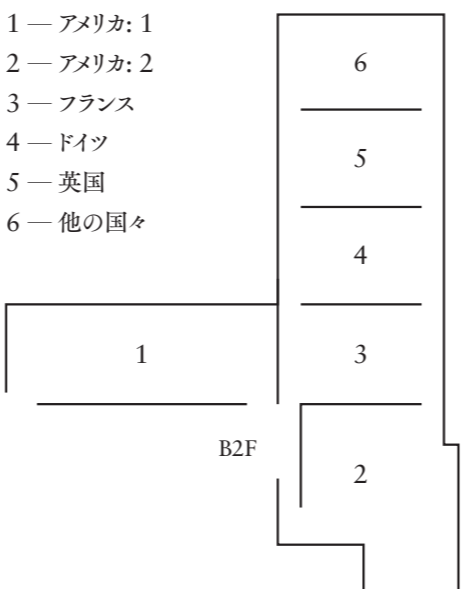 1 — アメリカ: 1
2 — アメリカ: 2
3 — フランス
4 — ドイツ
5 — 英国
6 — 他の国々
6
5
4
1
3
B2F
2